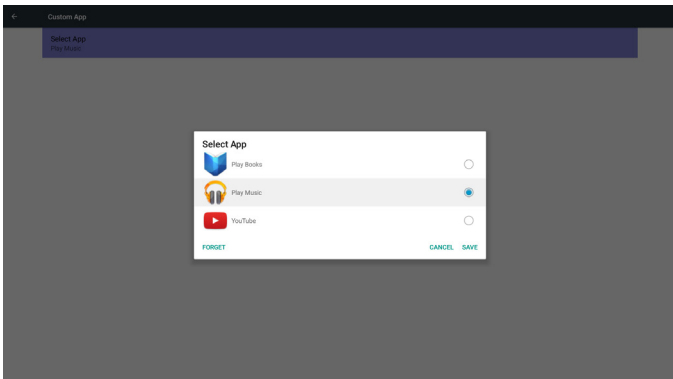 Custom App
Select App
Play Music
Select App
Play Books
Play Music
YouTube
FORGET CANCEL SAVE